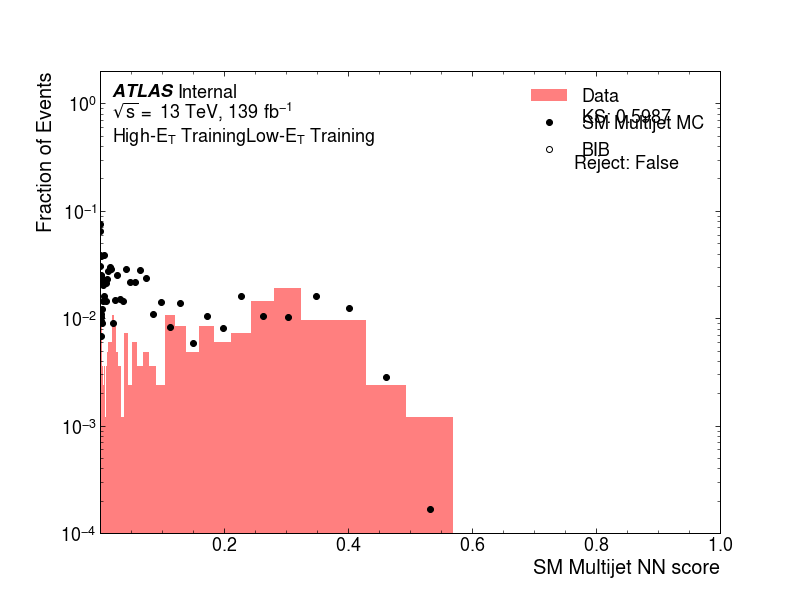 ATLAS Internal
√s = 13 TeV, 139 fb⁻¹
High-E_T TrainingLow-E_T Training
Data
KS: 0.5987
SM Multijet MC
BIB
Reject: False
Fraction of Events
10⁰
10⁻¹
10⁻²
10⁻³
10⁻⁴
0.2 0.4 0.6 0.8 1.0
SM Multijet NN score